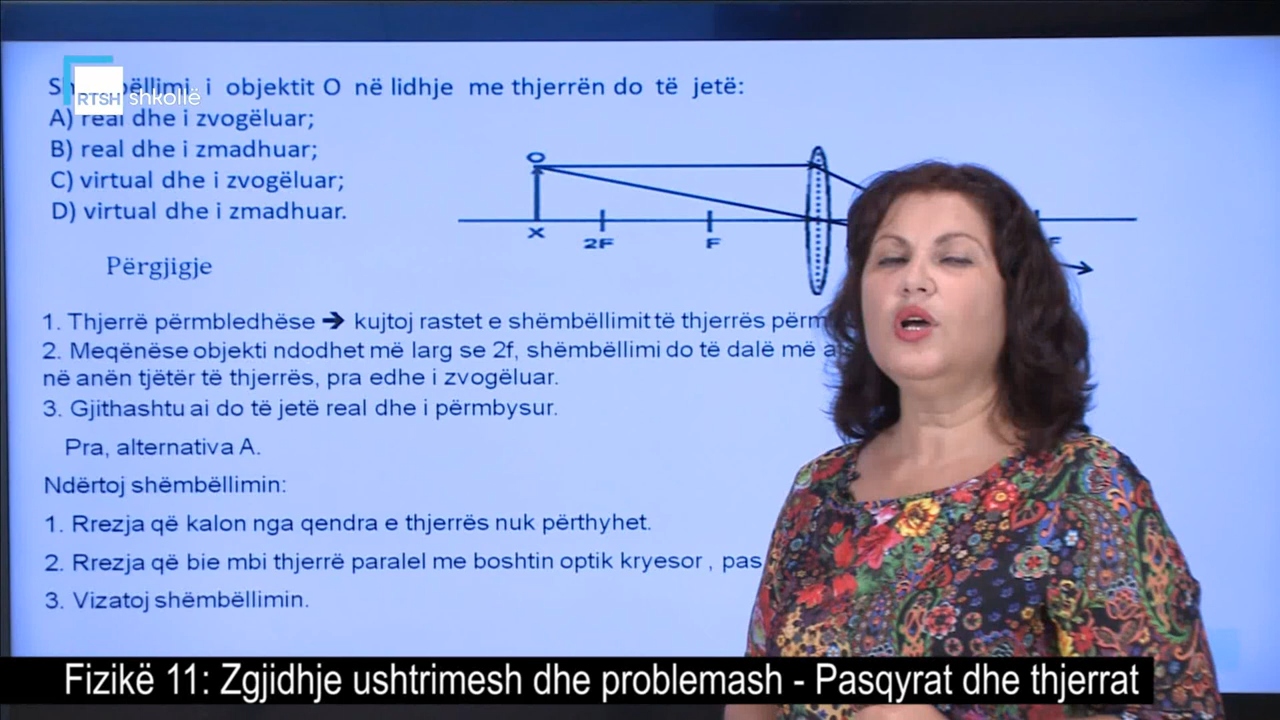 i objektit O në lidhje me thjerrën do të jetë:
RTSH shkollë
A) real dhe i zvogëluar;
B) real dhe i zmadhuar;
C) virtual dhe i zvogëluar;
D) virtual dhe i zmadhuar.
O
X 2F F F
Përgjigje
1. Thjerrë përmbledhëse ➔ kujtoj rastet e shëmbëllimit të thjerrës
2. Meqënëse objekti ndodhet më larg se 2f, shëmbëllimi do të dalë më
në anën tjëtër të thjerrës, pra edhe i zvogëluar.
3. Gjithashtu ai do të jetë real dhe i përmbysur.
Pra, alternativa A.
Ndërtoj shëmbëllimin:
1. Rrezja që kalon nga qendra e thjerrës nuk përthyhet.
2. Rrezja që bie mbi thjerrë paralel me boshtin optik kryesor , pas
3. Vizatoj shëmbëllimin.
Fizikë 11: Zgjidhje ushtrimesh dhe problemash - Pasqyrat dhe thjerrat